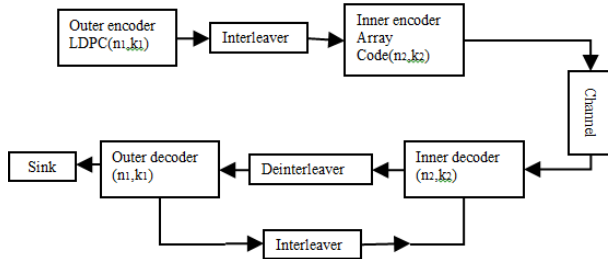 Outer encoder
LDPC(n1,k1)
Interleaver
Inner encoder
Array
Code(n2,k2)
Channel
Sink
Outer decoder
(n1,k1)
Deinterleaver
Inner decoder
(n2,k2)
Interleaver